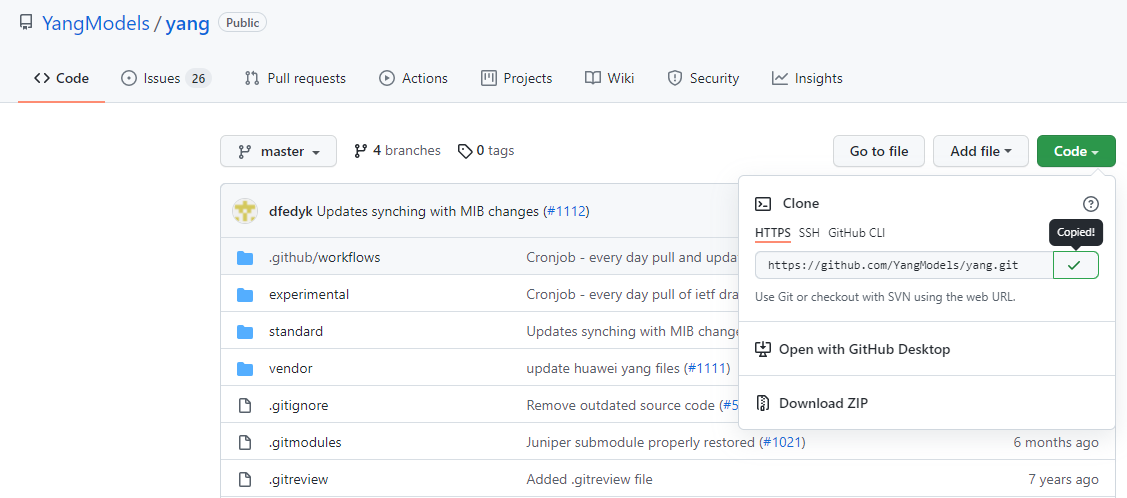 YangModels / yang Public
Code Issues 26 Pull requests Actions Projects Wiki Security Insights
master 4 branches 0 tags Go to file Add file Code
dfedyk Updates synching with MIB changes (#1112)
.github/workflows Cronjob - every day pull and upda
experimental Cronjob - every day pull of ietf dra
standard Updates synching with MIB change
vendor update huawei yang files (#1111)
.gitignore Remove outdated source code (#5
.gitmodules Juniper submodule properly restored (#1021) 6 months ago
.gitreview Added .gitreview file 7 years ago
Clone
HTTPS SSH GitHub CLI
Copied!
https://github.com/YangModels/yang.git
Use Git or checkout with SVN using the web URL.
Open with GitHub Desktop
Download ZIP